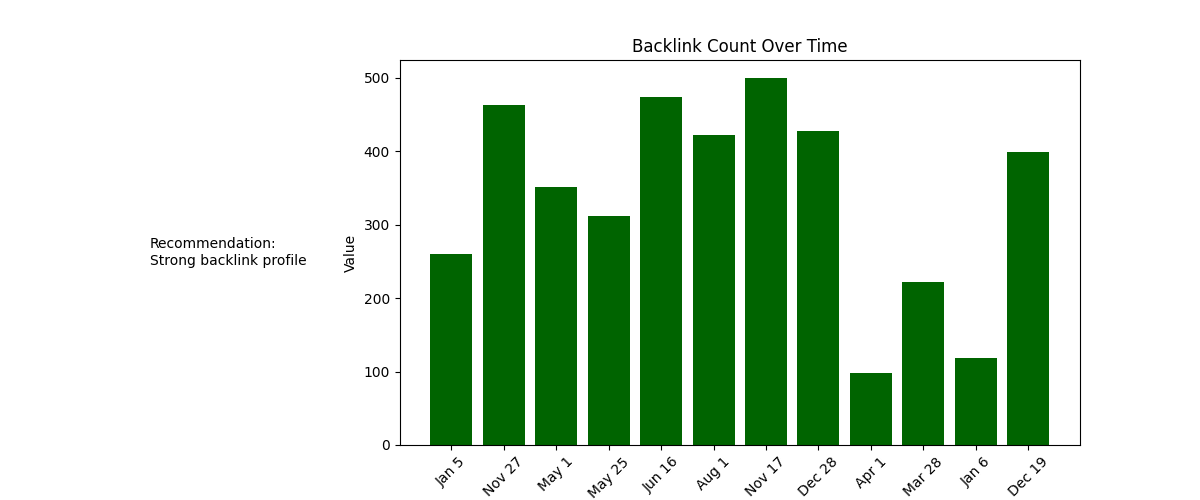 Backlink Count Over Time
Recommendation:
Strong backlink profile
Value
500
400
300
200
100
0
Jan 5
Nov 27
May 1
May 25
Jun 16
Aug 1
Nov 17
Dec 28
Apr 1
Mar 28
Jan 6
Dec 19